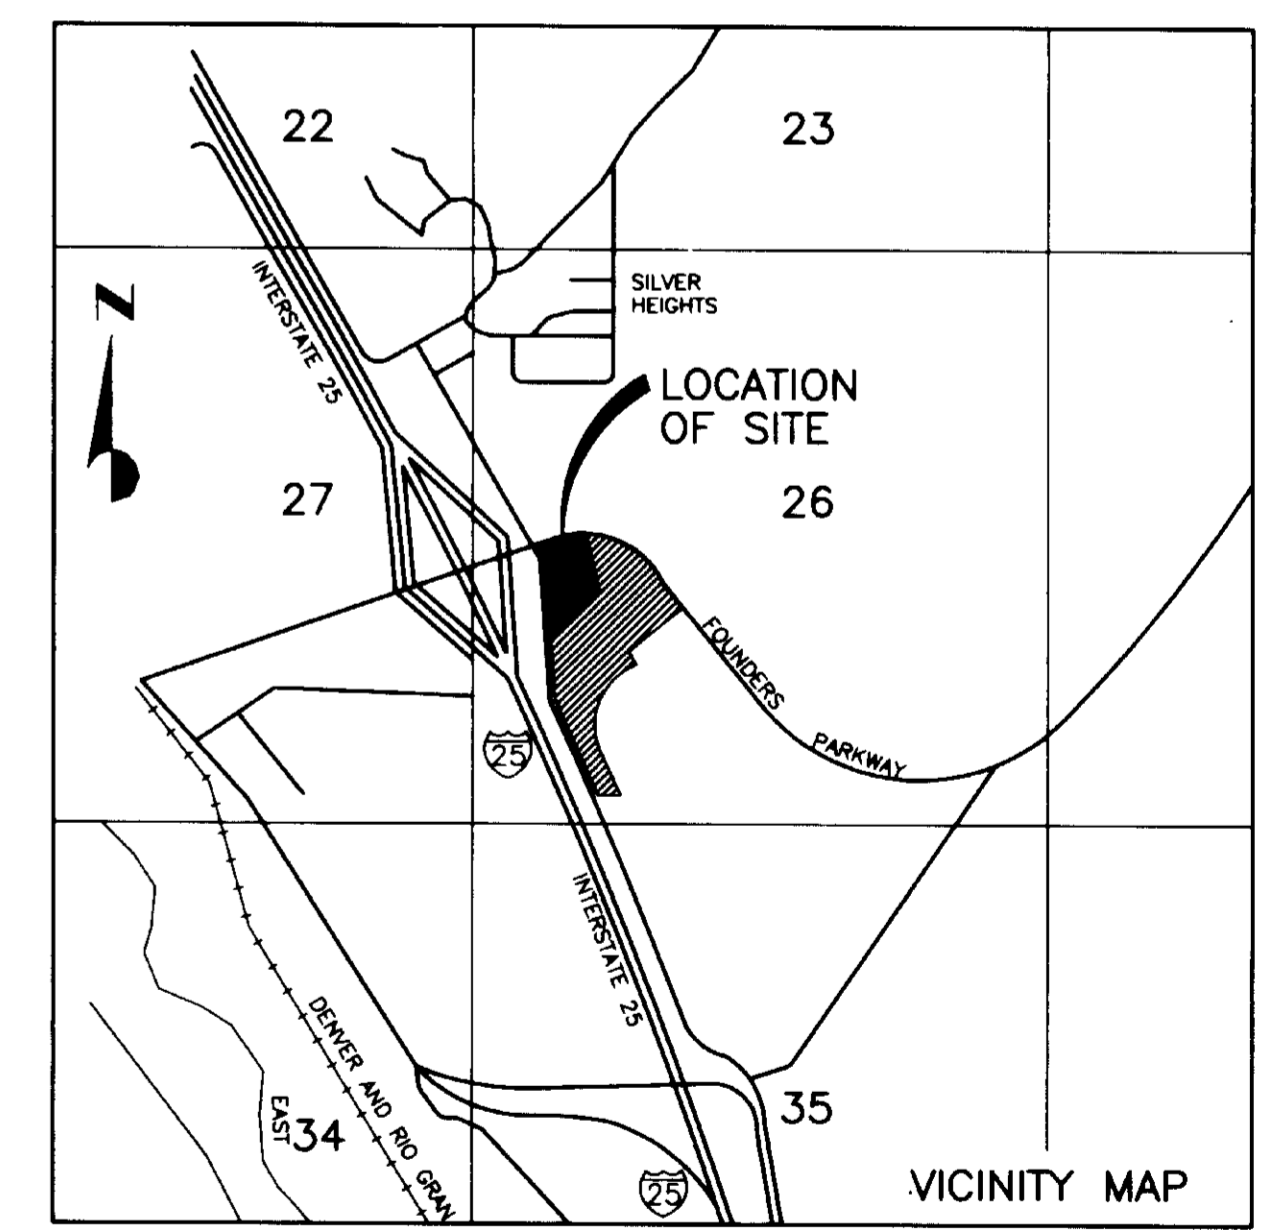 22
23
INTERSTATE 25
SILVER
HEIGHTS
N
LOCATION
OF SITE
27
26
FOUNDERS
PARKWAY
25
INTERSTATE 25
DENVER AND RIO GRAN
EAST
34
35
25
VICINITY MAP